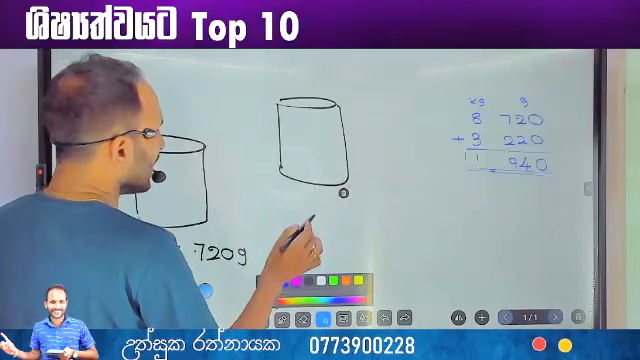 ශිෂ්‍යත්වයට Top 10
kg g
8 720
+ 3 220
11 940
720g
1/1
උත්සුක රත්නායක 0773900228